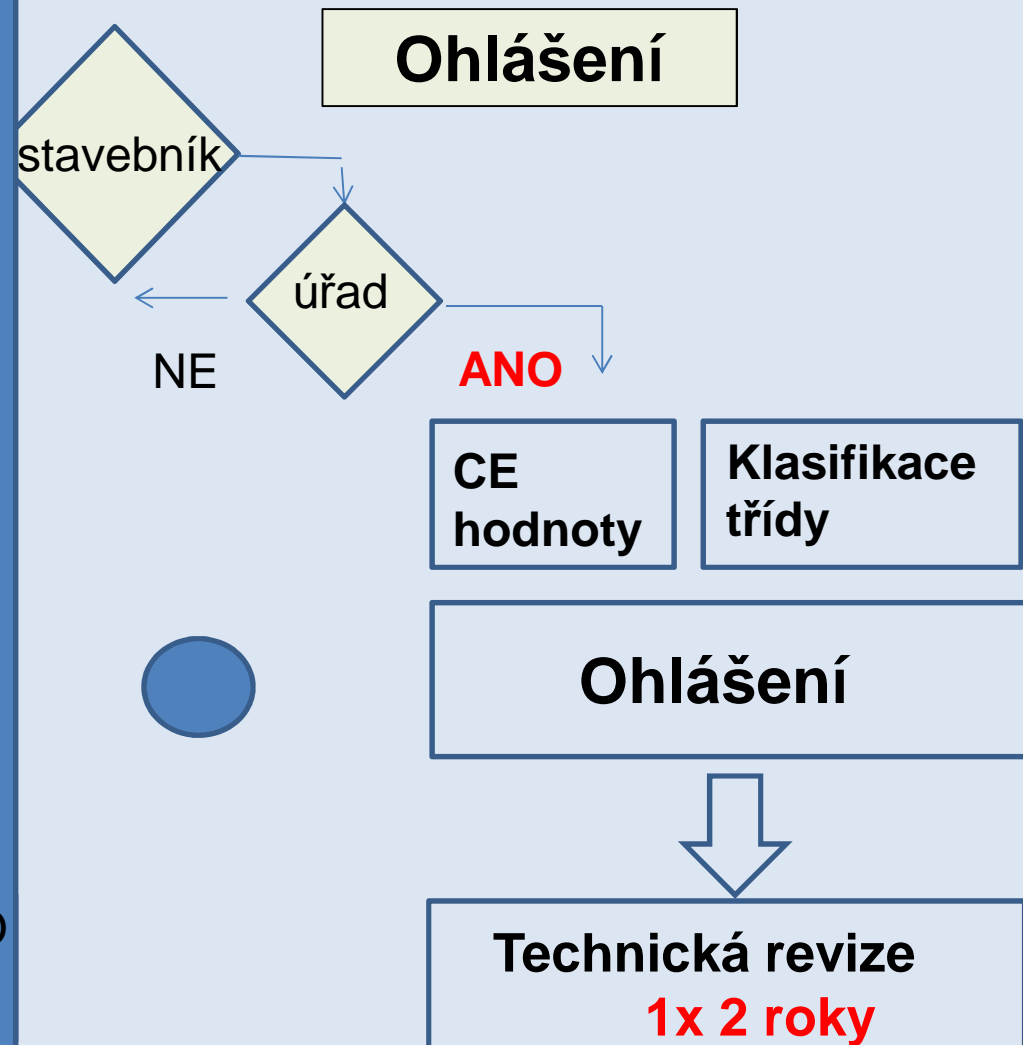 Ohlášení
stavebník
úřad
NE
ANO
CE
hodnoty
Klasifikace
třídy
Ohlášení
Technická revize
1x 2 roky